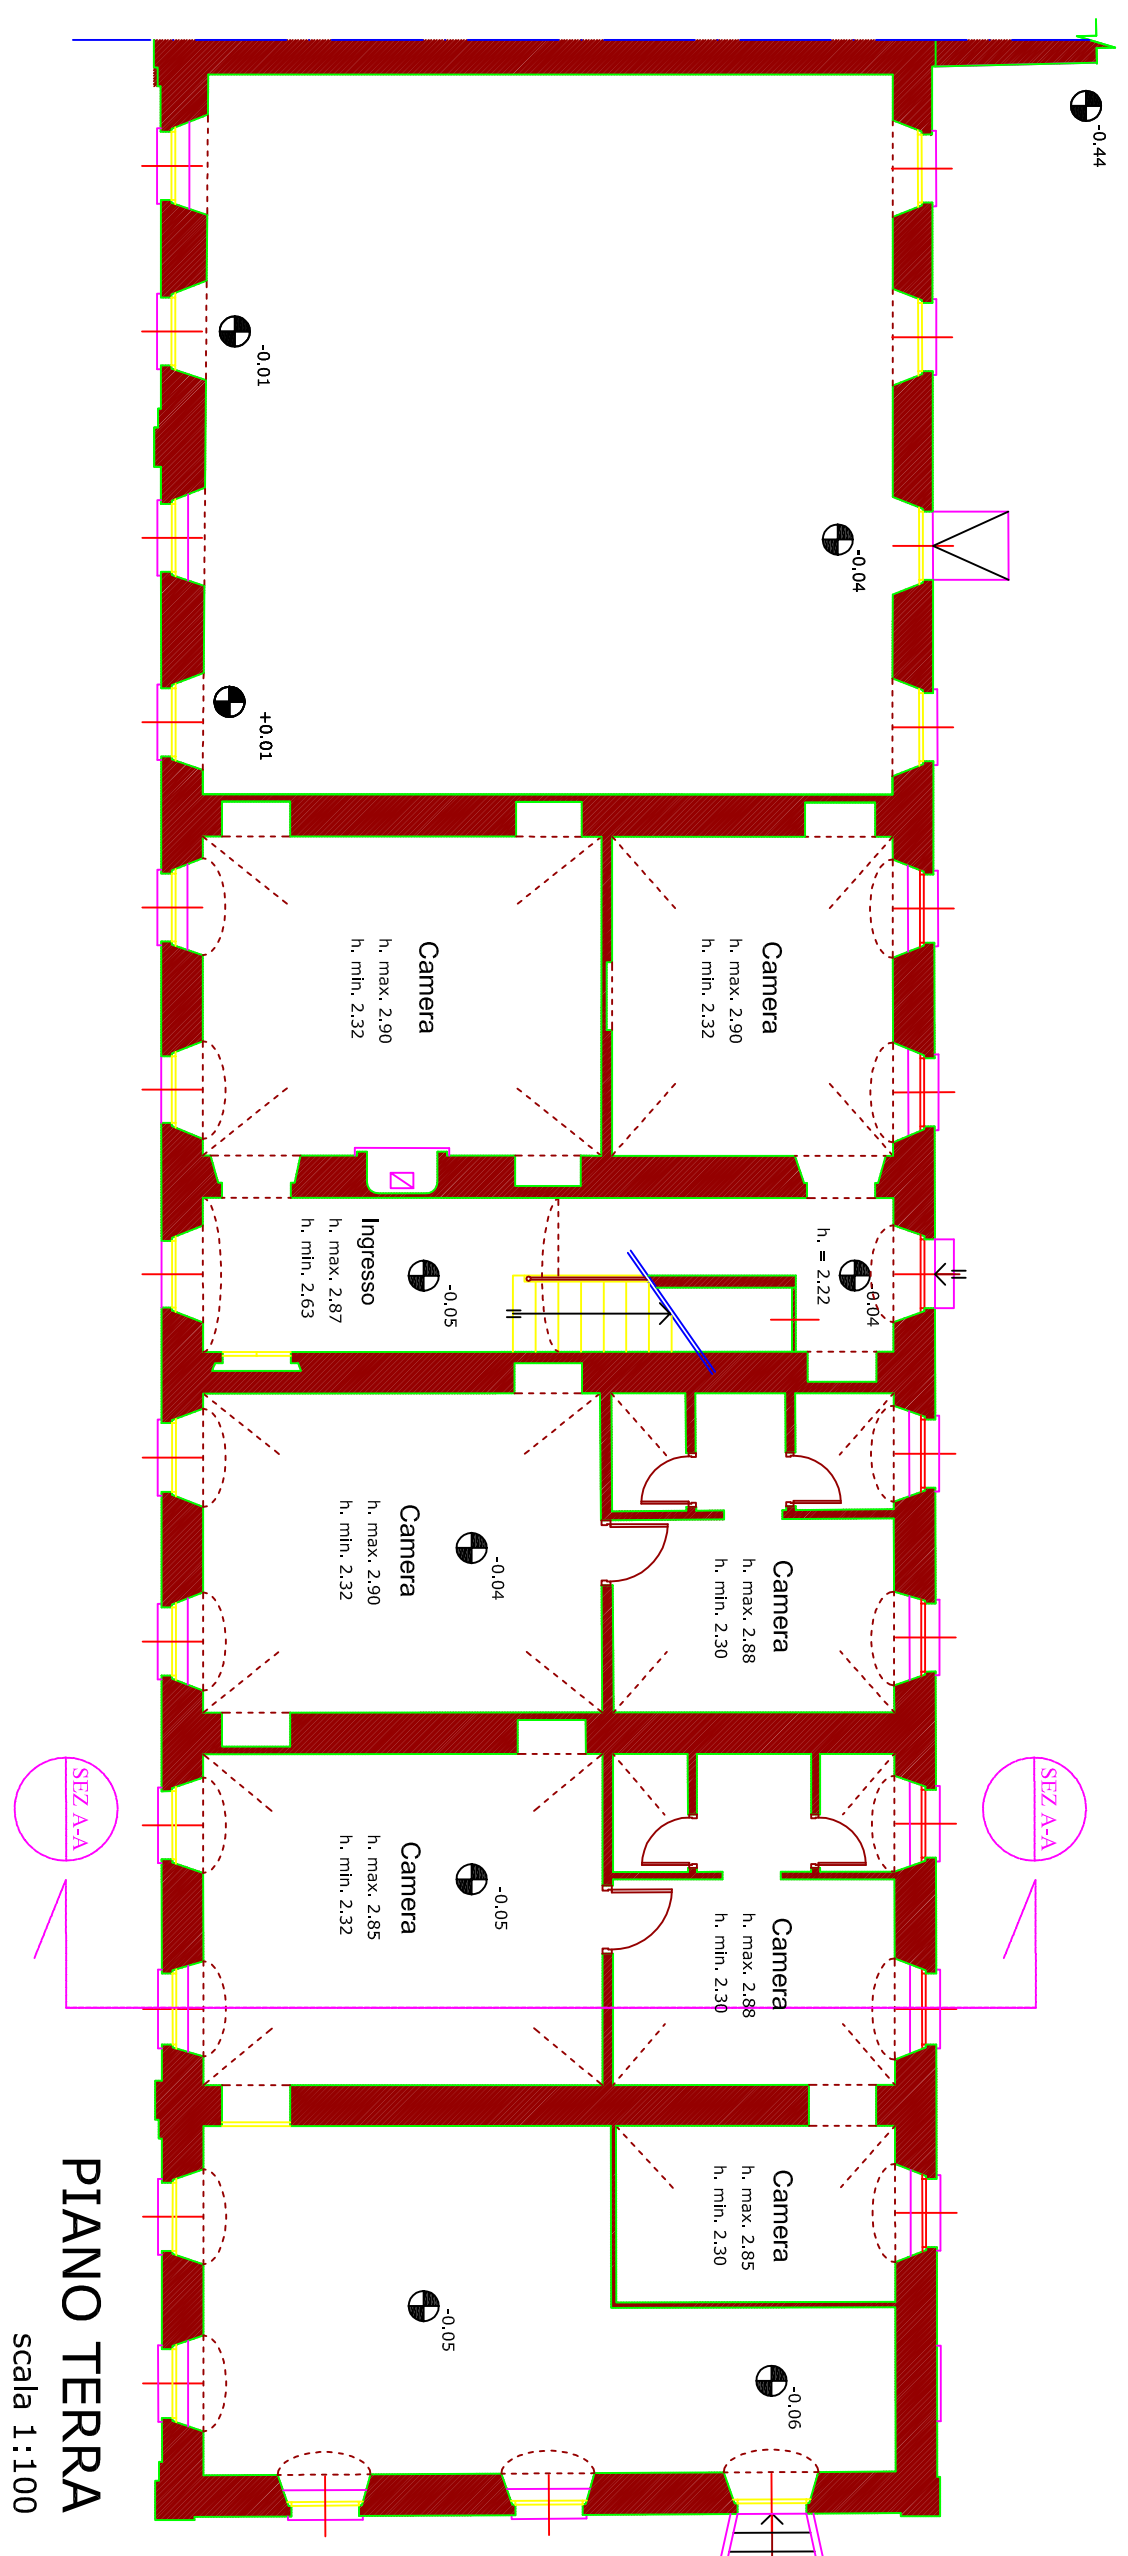 -0.44
-0.01
-0.04
+0.01
Camera
h. max. 2.90
h. min. 2.32
Camera
h. max. 2.90
h. min. 2.32
Ingresso
h. max. 2.87
h. min. 2.63
-0.05
h. = 2.22
-0.04
Camera
h. max. 2.90
h. min. 2.32
-0.04
Camera
h. max. 2.88
h. min. 2.30
SEZ A-A
SEZ A-A
Camera
h. max. 2.85
h. min. 2.32
-0.05
Camera
h. max. 2.88
h. min. 2.30
Camera
h. max. 2.85
h. min. 2.30
-0.05
-0.06
PIANO TERRA
scala 1:100